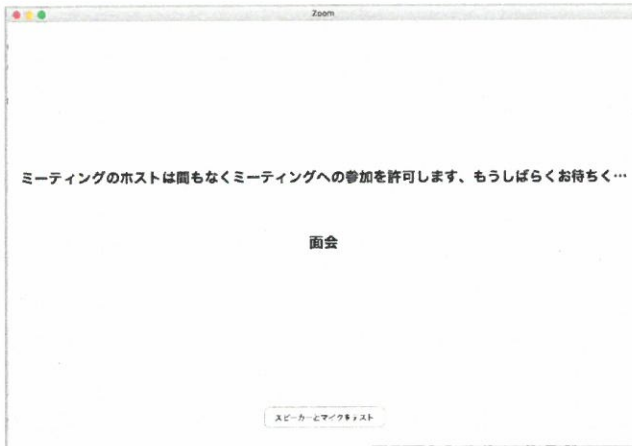 Zoom
ミーティングのホストは間もなくミーティングへの参加を許可します、もうしばらくお待ちく…
面会
スピーカーとマイクをテスト